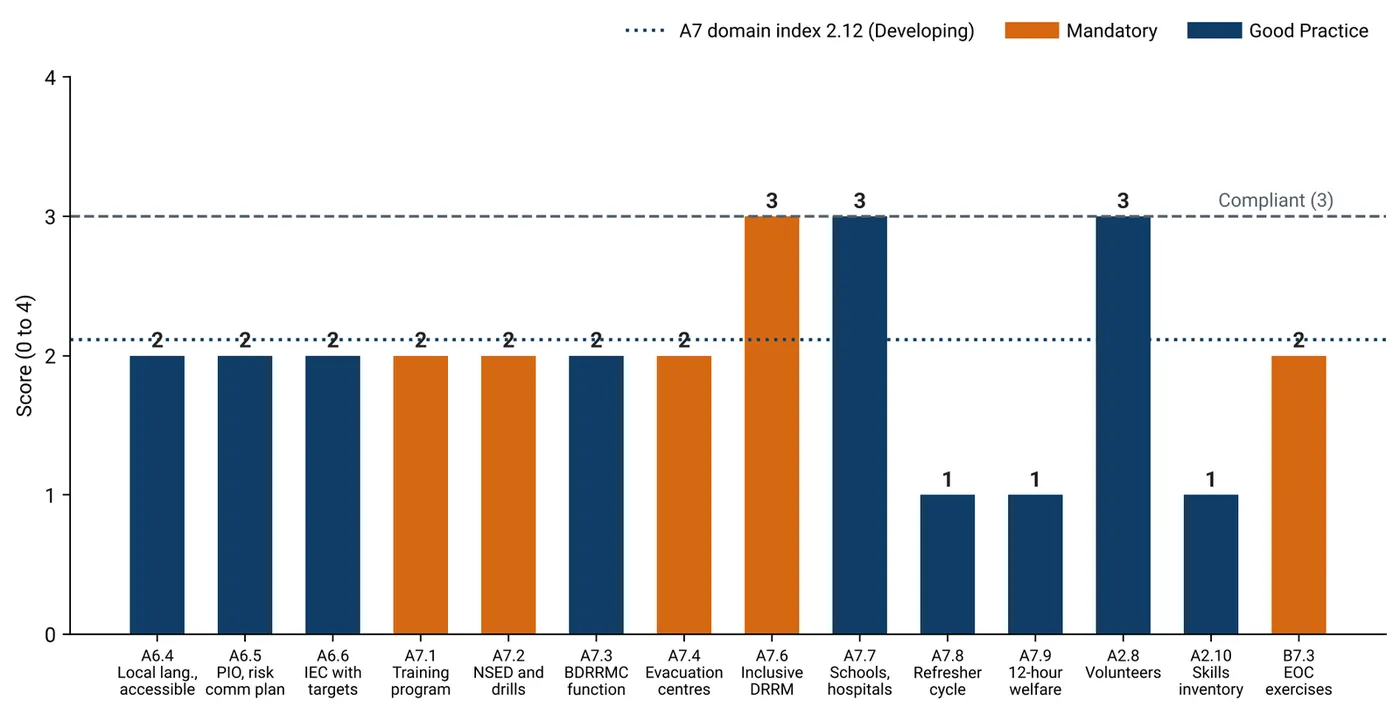 A7 domain index 2.12 (Developing) Mandatory Good Practice
4
Compliant (3)
3 3 3
3
Score (0 to 4)
2 2 2 2 2 2 2 2
2
1 1 1
1
0
A6.4 A6.5 A6.6 A7.1 A7.2 A7.3 A7.4 A7.6 A7.7 A7.8 A7.9 A2.8 A2.10 B7.3
Local lang., PIO, risk IEC with Training NSED and BDRRMC Evacuation Inclusive Schools, Refresher 12-hour Volunteers Skills EOC
accessible comm plan targets program drills function centres DRRM hospitals cycle welfare inventory exercises